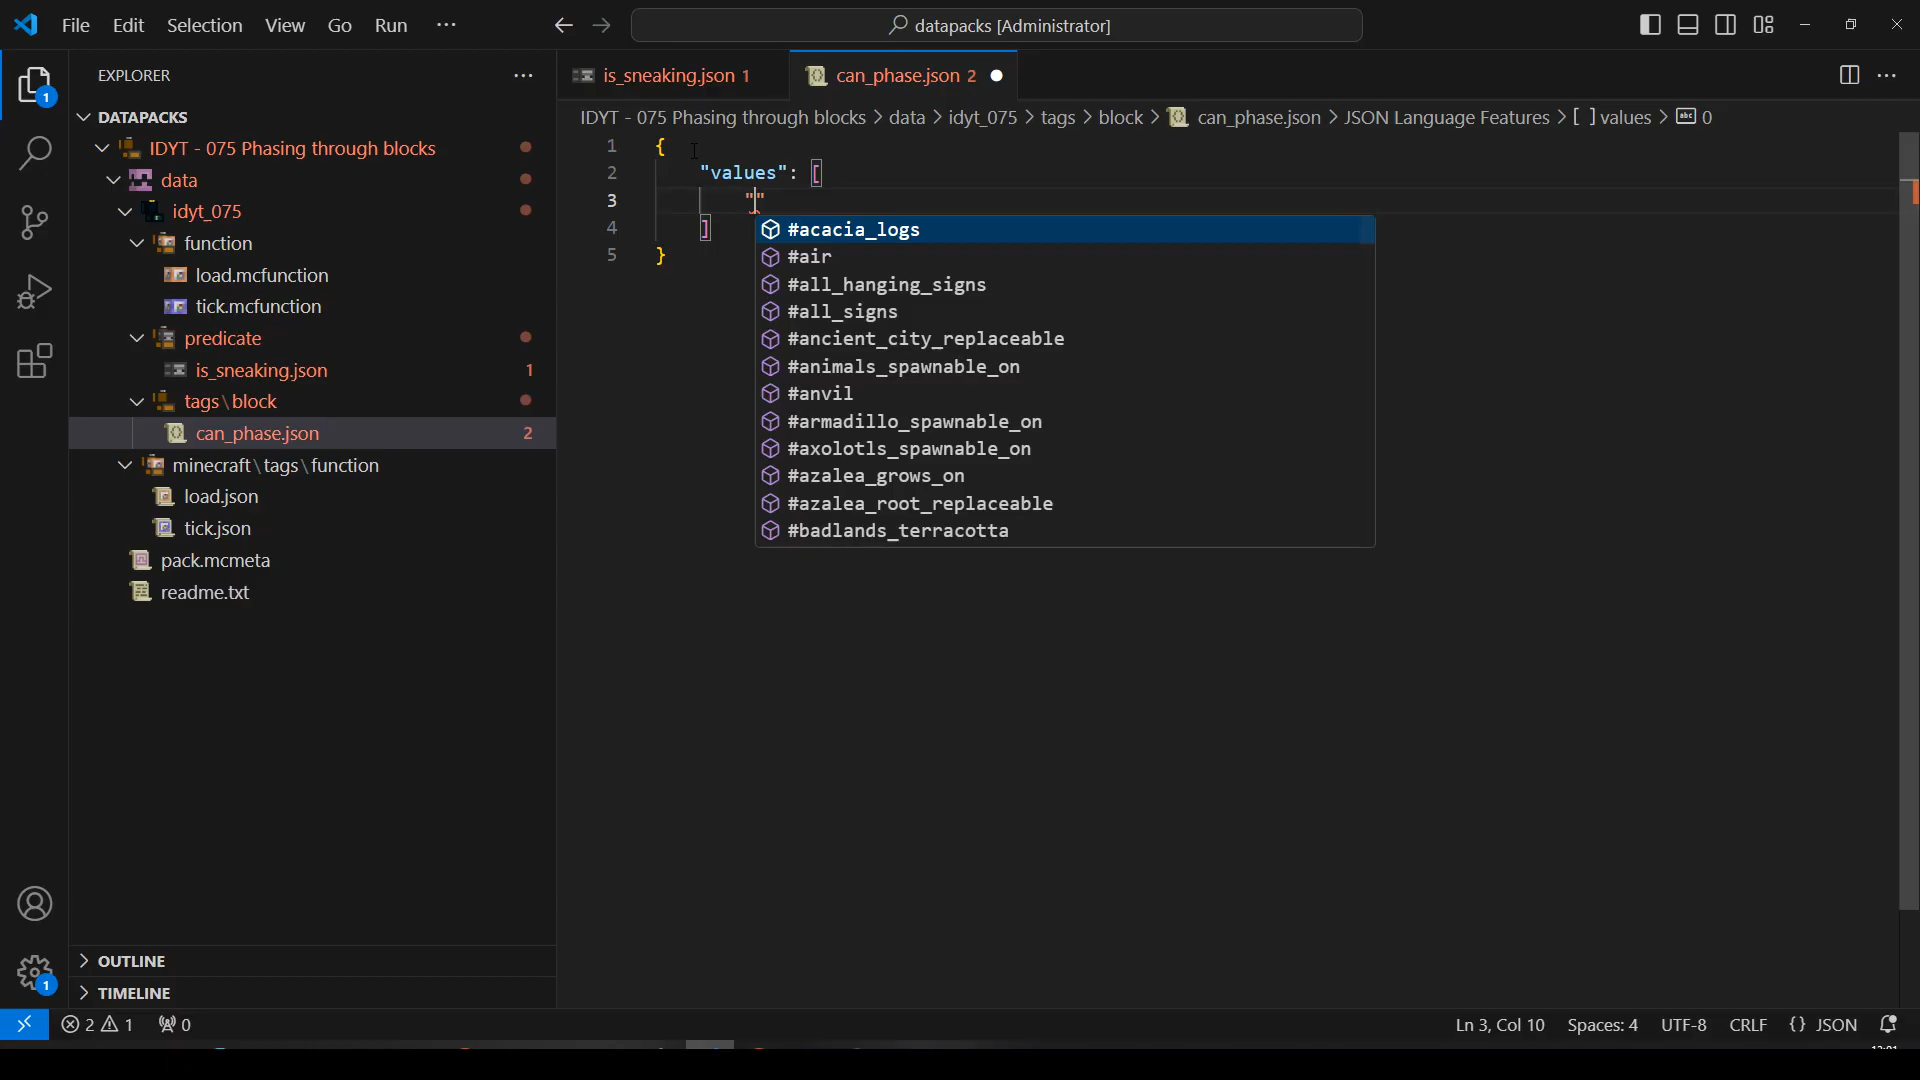 File Edit Selection View Go Run ···
datapacks [Administrator]
EXPLORER
is_sneaking.json 1
can_phase.json 2
DATAPACKS
IDYT - 075 Phasing through blocks > data > idyt_075 > tags > block > can_phase.json > JSON Language Features > [ ] values > abc 0
IDYT - 075 Phasing through blocks
data
idyt_075
function
load.mcfunction
tick.mcfunction
predicate
is_sneaking.json 1
tags\block
can_phase.json 2
minecraft\tags\function
load.json
tick.json
pack.mcmeta
readme.txt
1 {
2 "values": [
3 ""
4 ]
5 }
#acacia_logs
#air
#all_hanging_signs
#all_signs
#ancient_city_replaceable
#animals_spawnable_on
#anvil
#armadillo_spawnable_on
#axolotls_spawnable_on
#azalea_grows_on
#azalea_root_replaceable
#badlands_terracotta
1
OUTLINE
TIMELINE
1
2 1 0
Ln 3, Col 10 Spaces: 4 UTF-8 CRLF {} JSON